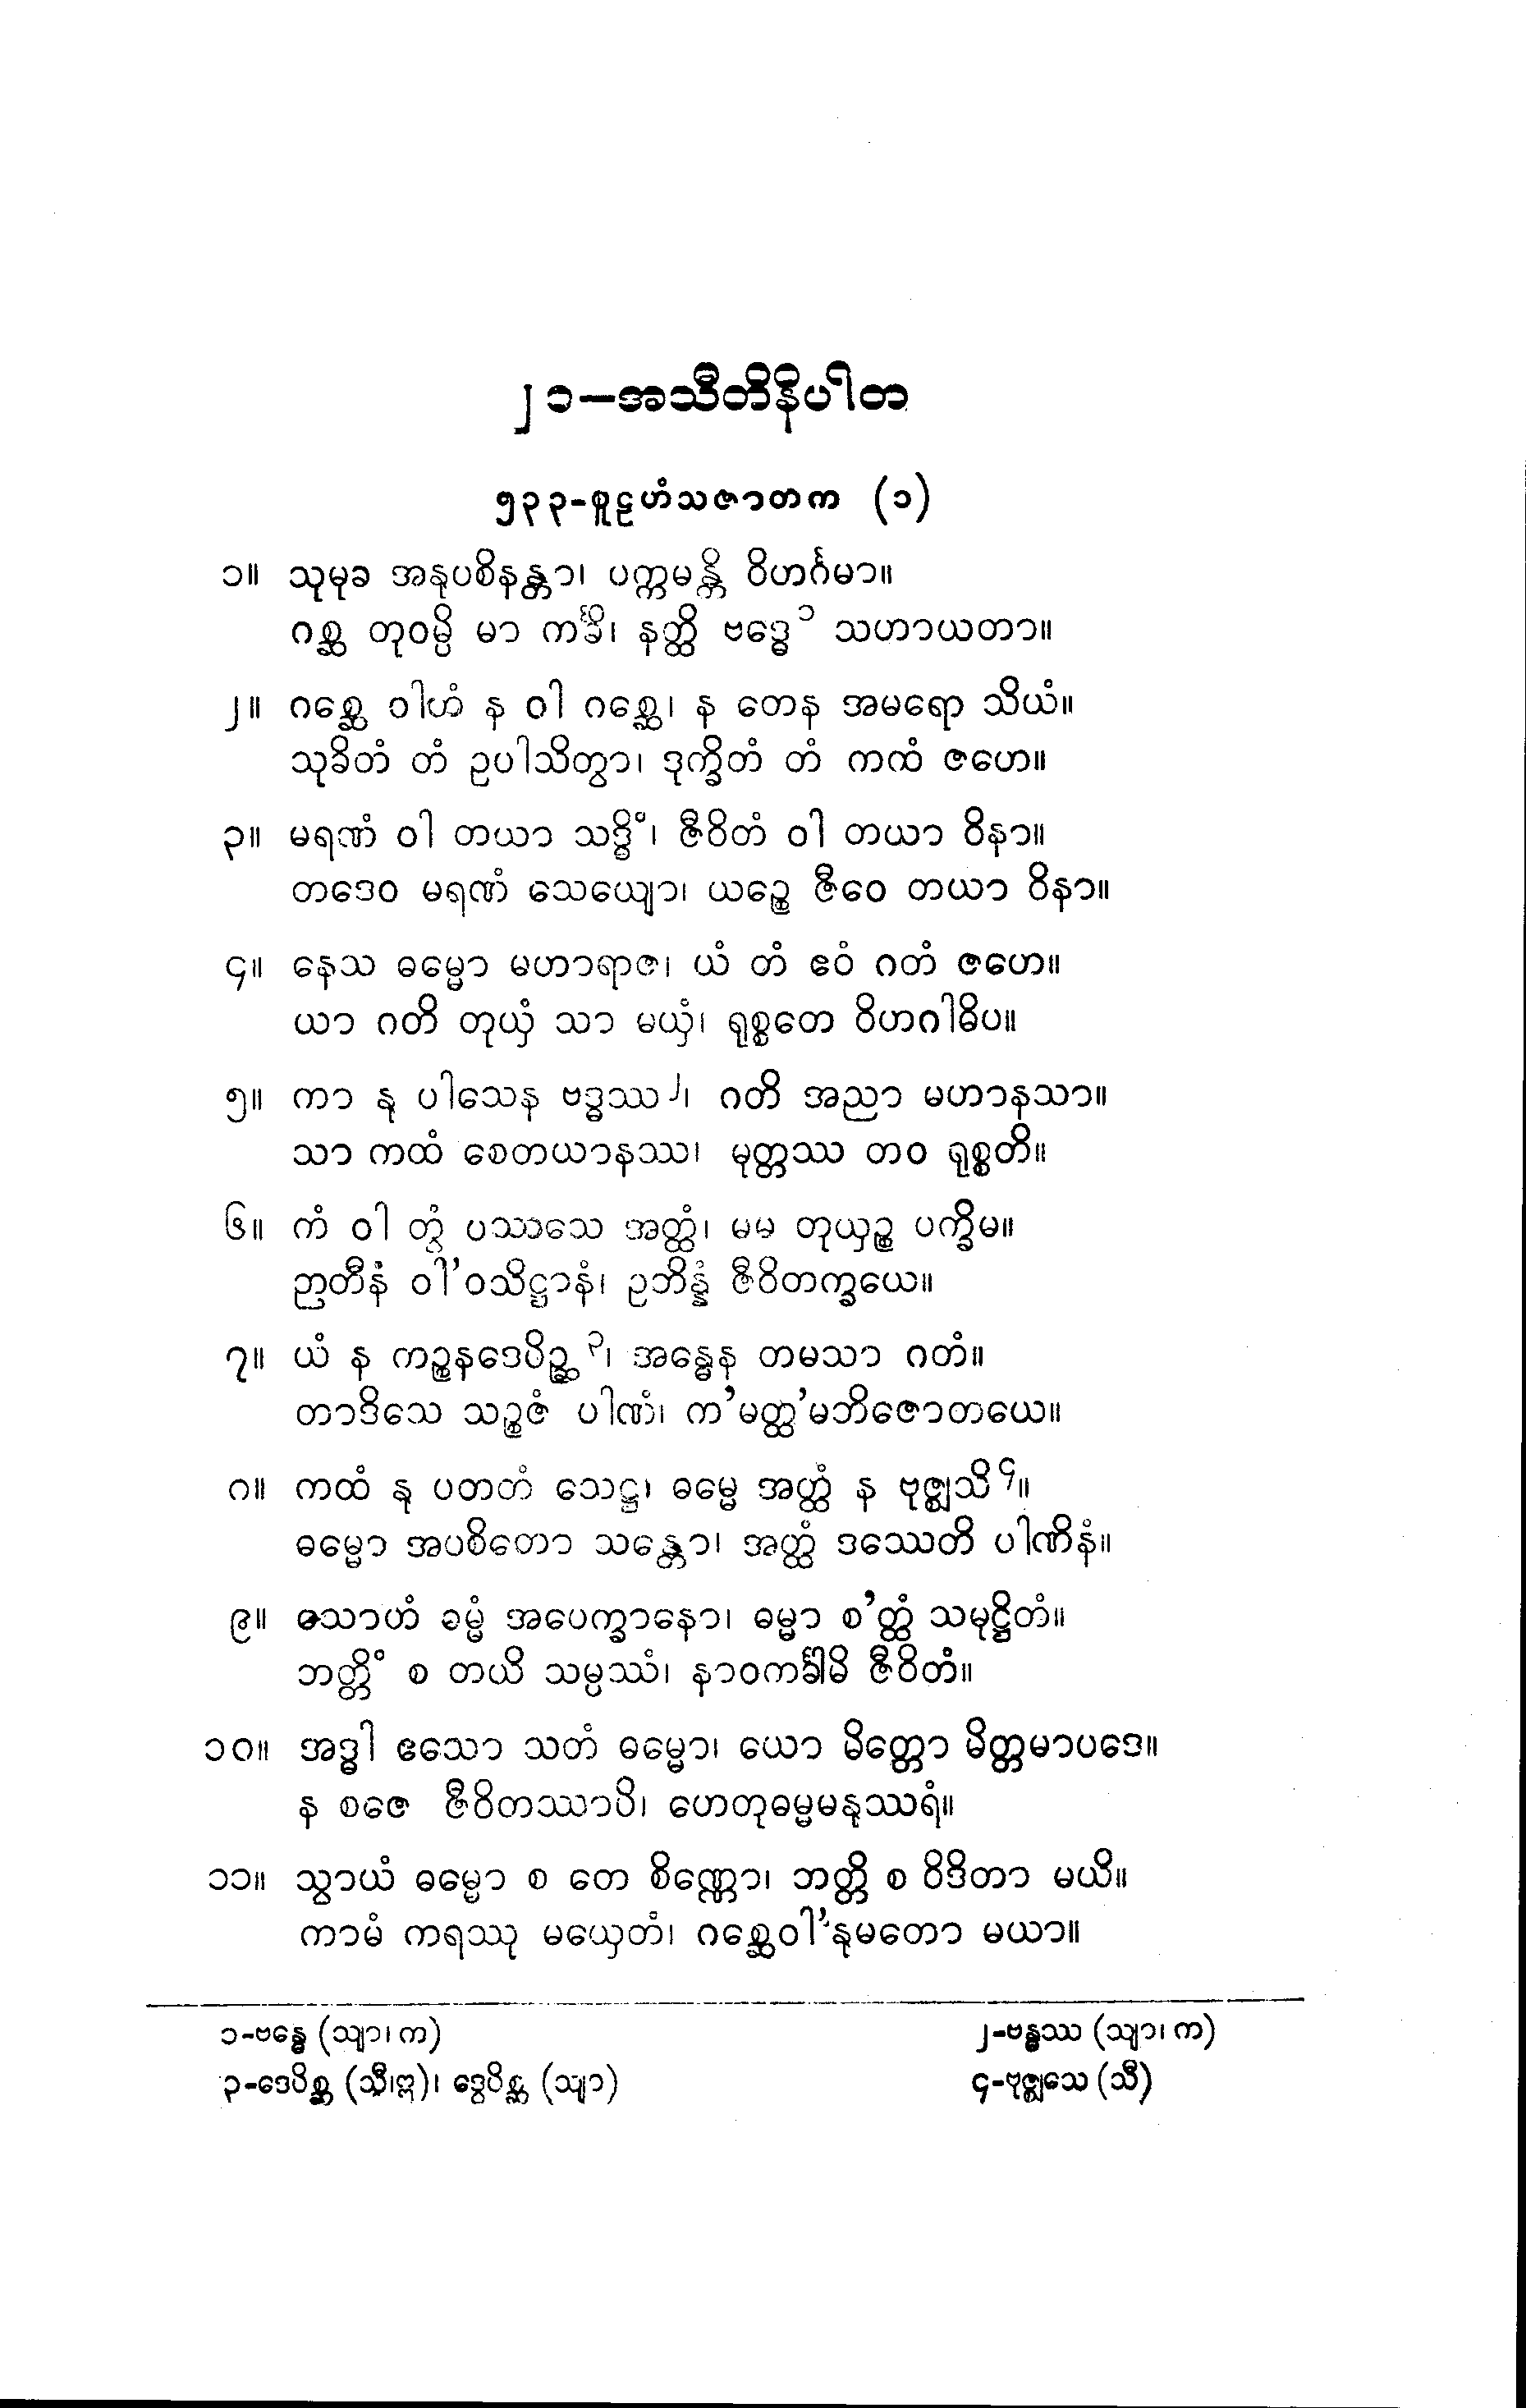 ၂၁—အသီတိနိပါတ
၅၃၃-စူဠဟံသဇာတက (၁)
၁။ သုမုခ အနုပစိနန္တာ၊ ပက္ကမန္တိ ဝိဟင်္ဂမာ။
ဂစ္ဆ တုဝမ္ပိ မာ ကင်္ခိ၊ နတ္ထိ ဗဒ္ဓေ ၁ သဟာယတာ။
၂။ ဂစ္ဆေ ဝါဟံ န ဝါ ဂစ္ဆေ၊ န တေန အမရော သိယံ။
သုခိတံ တံ ဥပါသိတွာ၊ ဒုက္ခိတံ တံ ကထံ ဇဟေ။
၃။ မရဏံ ဝါ တယာ သဒ္ဓိံ၊ ဇီဝိတံ ဝါ တယာ ဝိနာ။
တဒေဝ မရဏံ သေယျော၊ ယဉ္စေ ဇီဝေ တယာ ဝိနာ။
၄။ နေသ ဓမ္မော မဟာရာဇ၊ ယံ တံ ဧဝံ ဂတံ ဇဟေ။
ယာ ဂတိ တုယှံ သာ မယှံ၊ ရုစ္စတေ ဝိဟဂါဓိပ။
၅။ ကာ နု ပါသေန ဗဒ္ဓဿ ၂၊ ဂတိ အညာ မဟာနသာ။
သာ ကထံ စေတယာနဿ၊ မုတ္တဿ တဝ ရုစ္စတိ။
၆။ ကံ ဝါ တွံ ပဿသေ အတ္ထံ၊ မမ တုယှဉ္စ ပက္ခိမ။
ဉာတီနံ ဝါ’ဝသိဋ္ဌာနံ၊ ဥဘိန္နံ ဇီဝိတက္ခယေ။
၇။ ယံ န ကဉ္စနဒေပိဉ္ဆ ၃၊ အန္ဓေန တမသာ ဂတံ။
တာဒိသေ သဉ္စဇံ ပါဏံ၊ က’မတ္ထ’မဘိဇောတယေ။
၈။ ကထံ နု ပတတံ သေဋ္ဌ၊ ဓမ္မေ အတ္ထံ န ဗုဇ္ဈသိ ၄။
ဓမ္မော အပစိတော သန္တော၊ အတ္ထံ ဒဿေတိ ပါဏိနံ။
၉။ သောဟံ ဓမ္မံ အပေက္ခာနော၊ ဓမ္မာ စ’တ္ထံ သမုဋ္ဌိတံ။
ဘတ္တိံ စ တယိ သမ္ပဿံ၊ နာဝကင်္ခါမိ ဇီဝိတံ။
၁၀။ အဒ္ဓါ ဧသော သတံ ဓမ္မော၊ ယော မိတ္တော မိတ္တမာပဒေ။
န စဇေ ဇီဝိတဿာပိ၊ ဟေတုဓမ္မမနုဿရံ။
၁၁။ သွာယံ ဓမ္မော စ တေ စိဏ္ဏော၊ ဘတ္တိ စ ဝိဒိတာ မယိ။
ကာမံ ကရဿု မယှေတံ၊ ဂစ္ဆေဝါ’နုမတော မယာ။
၁-ဗန္ဓေ (သျာ၊ က)
၂-ဗန္ဓဿ (သျာ၊ က)
၃-ဒေပိစ္ဆ (သီ၊ဣ)၊ ဒွေပိဉ္ဆ (သျာ)
၄-ဗုဇ္ဈသေ (သီ)